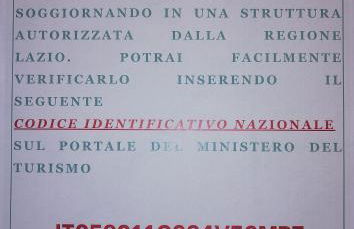 SOGGIORNANDO IN UNA STRUTTURA
AUTORIZZATA DALLA REGIONE
LAZIO. POTRAI FACILMENTE
VERIFICARLO INSERENDO IL
SEGUENTE
CODICE IDENTIFICATIVO NAZIONALE
SUL PORTALE DEL MINISTERO DEL
TURISMO